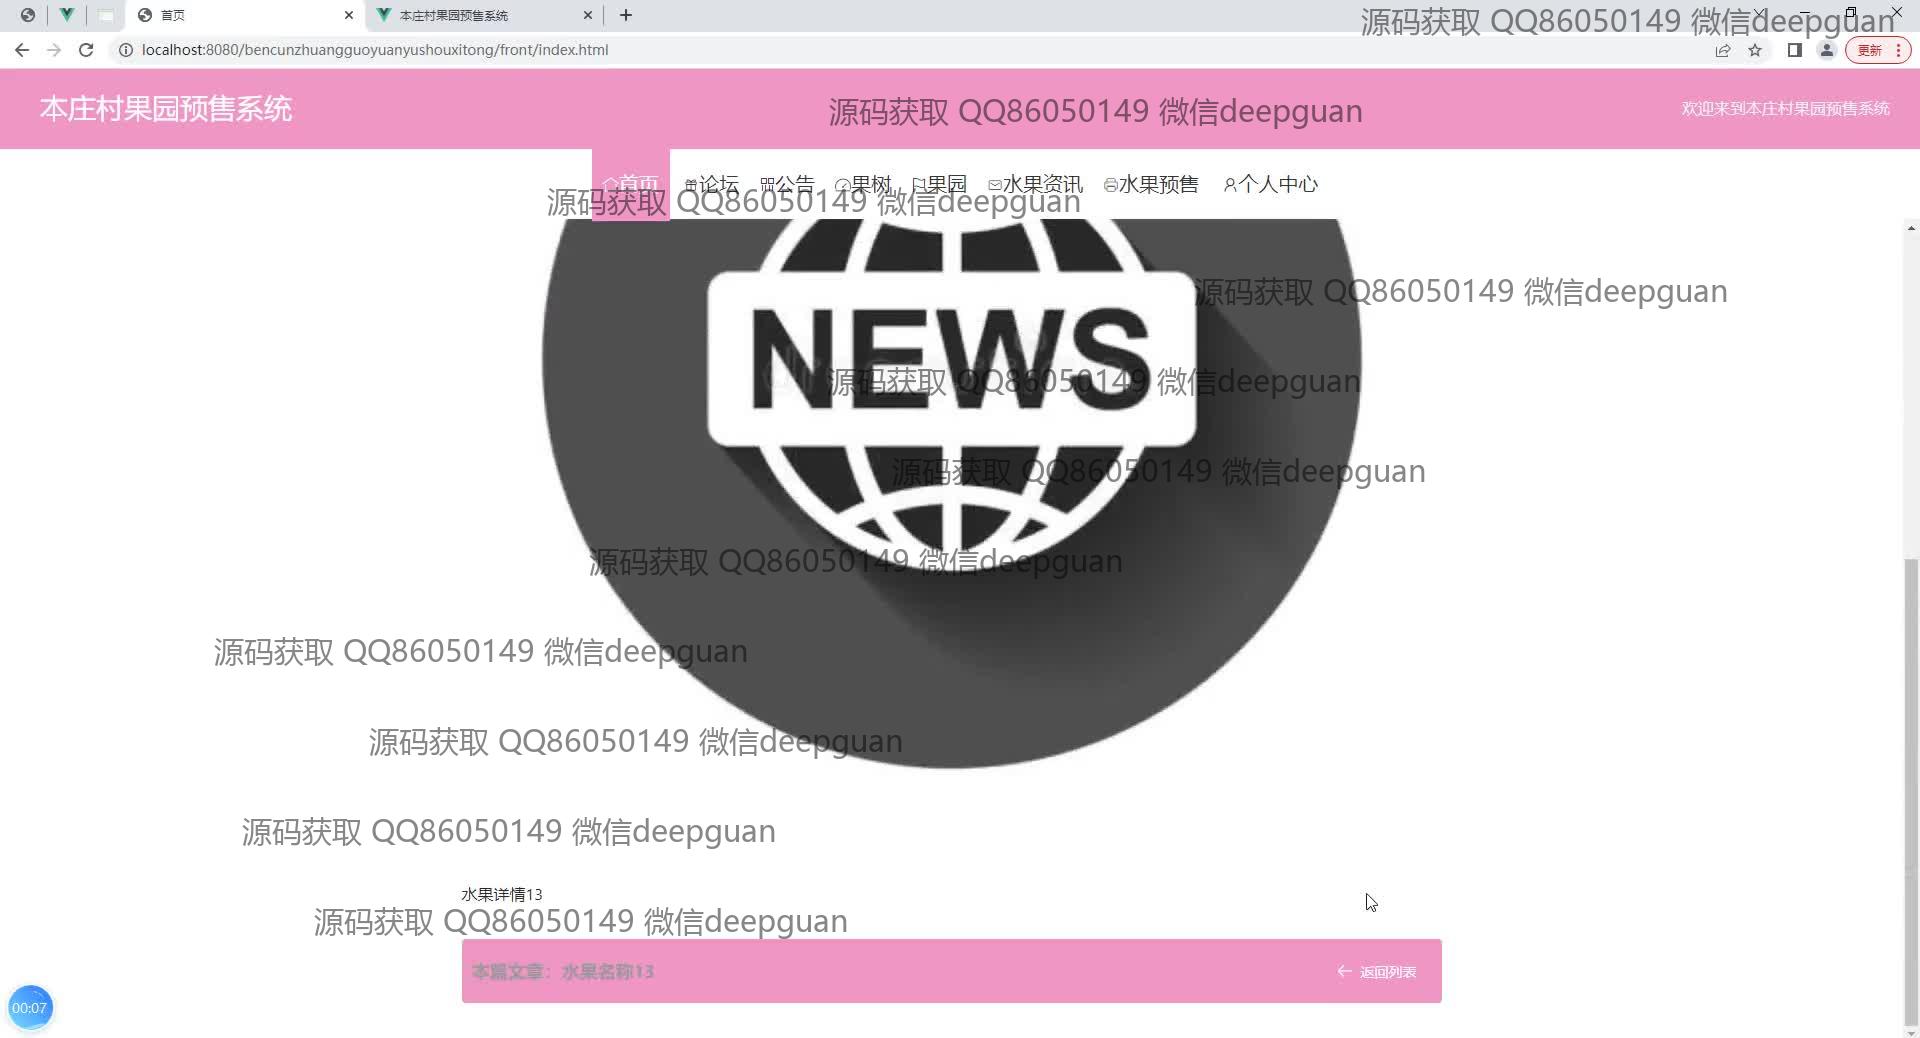 首页
本庄村果园预售系统
源码获取 QQ86050149 微信deepguan
localhost:8080/bencunzhuangguoyuanyushouxitong/front/index.html
更新
本庄村果园预售系统
源码获取 QQ86050149 微信deepguan
欢迎来到本庄村果园预售系统
首页 论坛 公告 果树 果园 水果资讯 水果预售 个人中心
源码获取 QQ86050149 微信deepguan
源码获取 QQ86050149 微信deepguan
NEWS
源码获取 QQ86050149 微信deepguan
源码获取 QQ86050149 微信deepguan
源码获取 QQ86050149 微信deepguan
源码获取 QQ86050149 微信deepguan
源码获取 QQ86050149 微信deepguan
源码获取 QQ86050149 微信deepguan
水果详情13
源码获取 QQ86050149 微信deepguan
本篇文章：水果名称13
返回列表
00:07